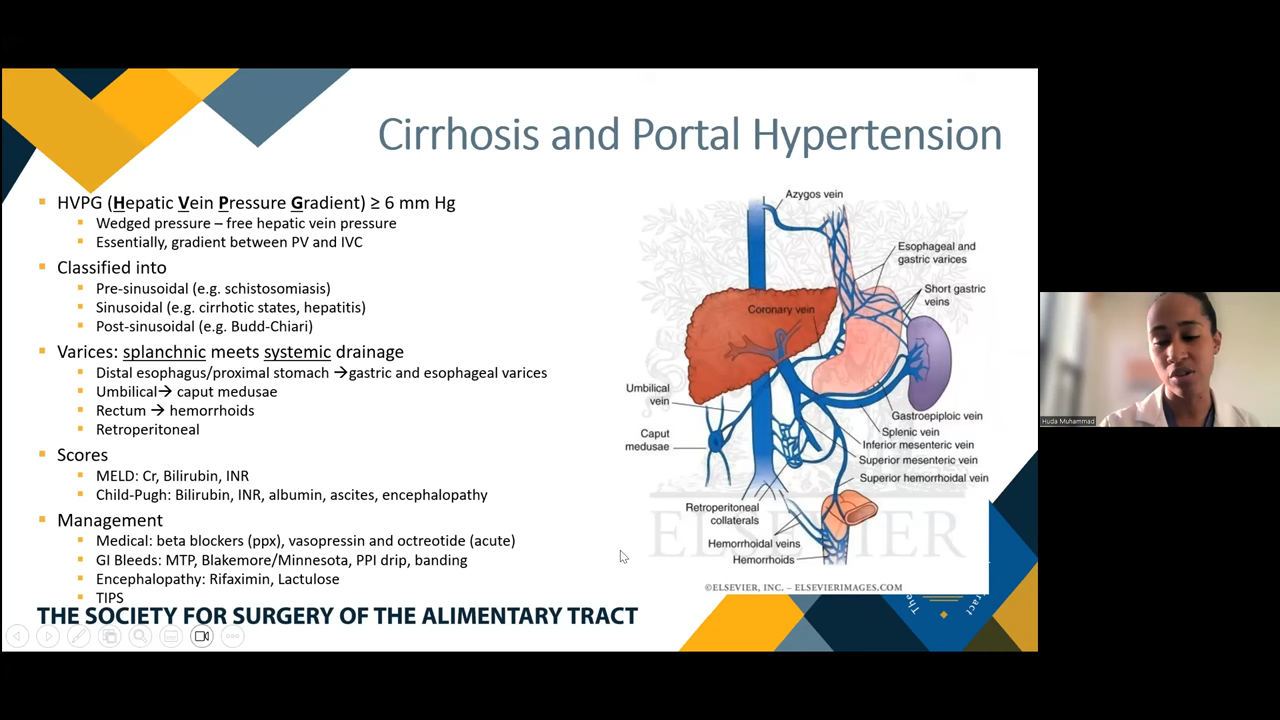 Cirrhosis and Portal Hypertension
HVPG (Hepatic Vein Pressure Gradient) ≥ 6 mm Hg
Wedged pressure – free hepatic vein pressure
Essentially, gradient between PV and IVC
Classified into
Pre-sinusoidal (e.g. schistosomiasis)
Sinusoidal (e.g. cirrhotic states, hepatitis)
Post-sinusoidal (e.g. Budd-Chiari)
Varices: splanchnic meets systemic drainage
Distal esophagus/proximal stomach →gastric and esophageal varices
Umbilical→ caput medusae
Rectum → hemorrhoids
Retroperitoneal
Scores
MELD: Cr, Bilirubin, INR
Child-Pugh: Bilirubin, INR, albumin, ascites, encephalopathy
Management
Medical: beta blockers (ppx), vasopressin and octreotide (acute)
GI Bleeds: MTP, Blakemore/Minnesota, PPI drip, banding
Encephalopathy: Rifaximin, Lactulose
TIPS
THE SOCIETY FOR SURGERY OF THE ALIMENTARY TRACT
Azygos vein
Esophageal and
gastric varices
Short gastric
veins
Coronary vein
Umbilical
vein
Caput
medusae
Gastroepiploic vein
Splenic vein
Inferior mesenteric vein
Superior mesenteric vein
Superior hemorrhoidal vein
Retroperitoneal
collaterals
Hemorrhoidal veins
Hemorrhoids
ELSEVIER
©ELSEVIER, INC. – ELSEVIERIMAGES.COM
Huda Muhammad